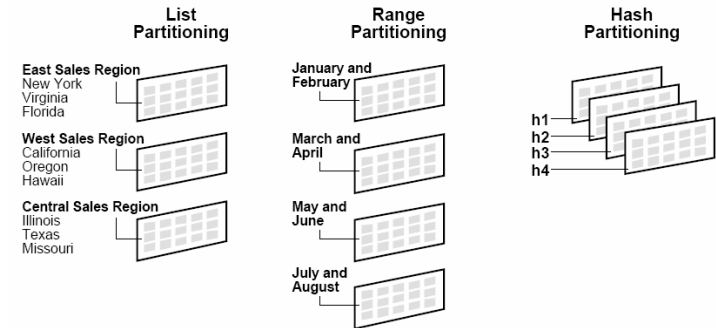 List
Partitioning
East Sales Region
New York
Virginia
Florida
West Sales Region
California
Oregon
Hawaii
Central Sales Region
Illinois
Texas
Missouri
Range
Partitioning
January and
February
March and
April
May and
June
July and
August
Hash
Partitioning
h1
h2
h3
h4